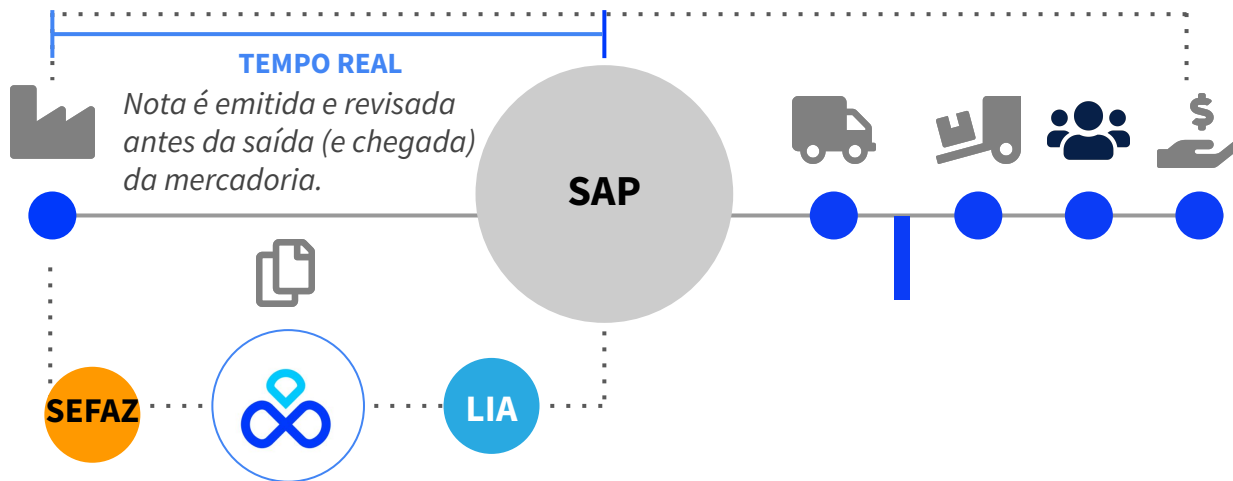 TEMPO REAL
Nota é emitida e revisada
antes da saída (e chegada)
da mercadoria.
SAP
$
SEFAZ
LIA